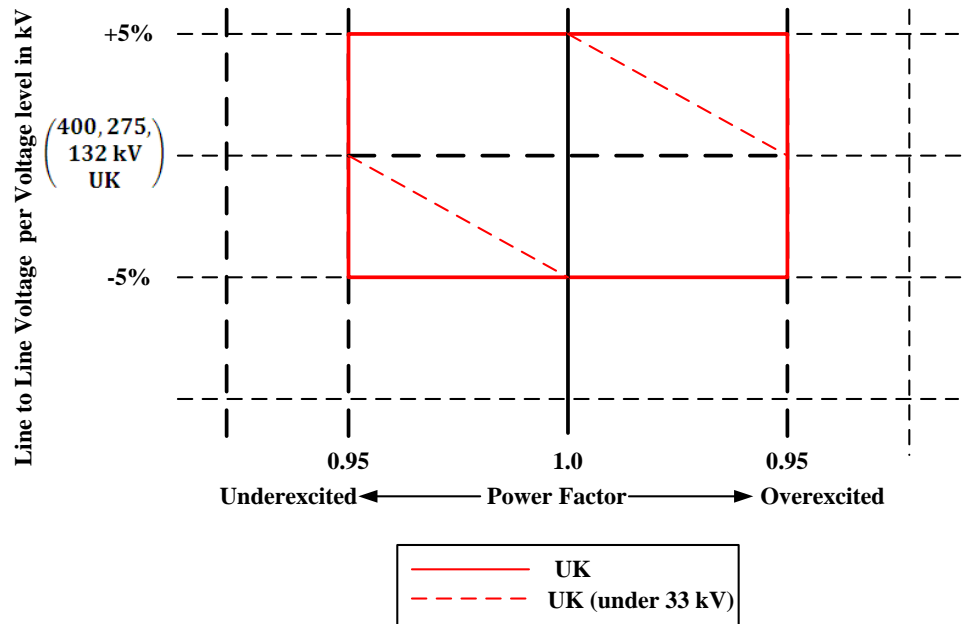 Line to Line Voltage per Voltage level in kV
+5%
(400, 275,
132 kV
UK)
-5%
0.95
1.0
0.95
Underexcited
Power Factor
Overexcited
UK
UK (under 33 kV)